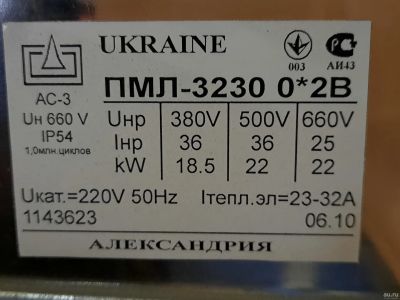 UKRAINE
003
АИ43
ПМЛ-3230 0*2В
АС-3
Uн 660 V
IP54
1,0млн.циклов
Uнр 380V 500V 660V
Iнр 36 36 25
kW 18.5 22 22
Uкат.=220V 50Hz Iтепл.эл=23-32А
1143623 06.10
АЛЕКСАНДРИЯ
au.ru